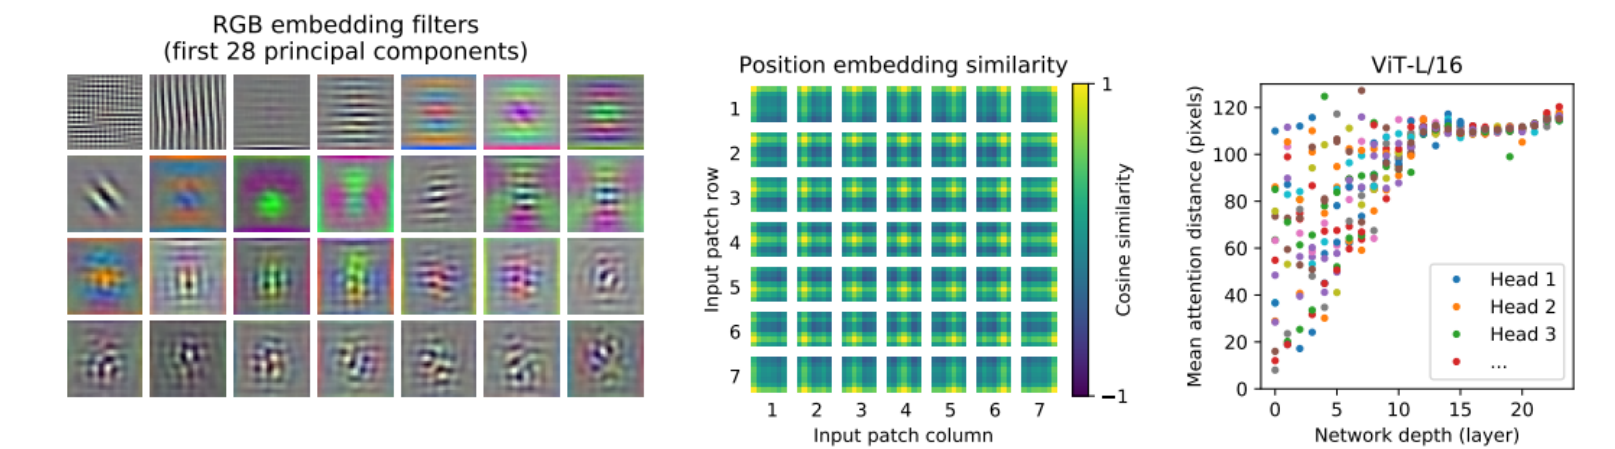 RGB embedding filters
(first 28 principal components)
Position embedding similarity
1
2
3
4
5
6
7
Input patch row
1 2 3 4 5 6 7
Input patch column
1
−1
Cosine similarity
ViT-L/16
120
100
80
60
40
20
0
Mean attention distance (pixels)
Head 1
Head 2
Head 3
...
0 5 10 15 20
Network depth (layer)